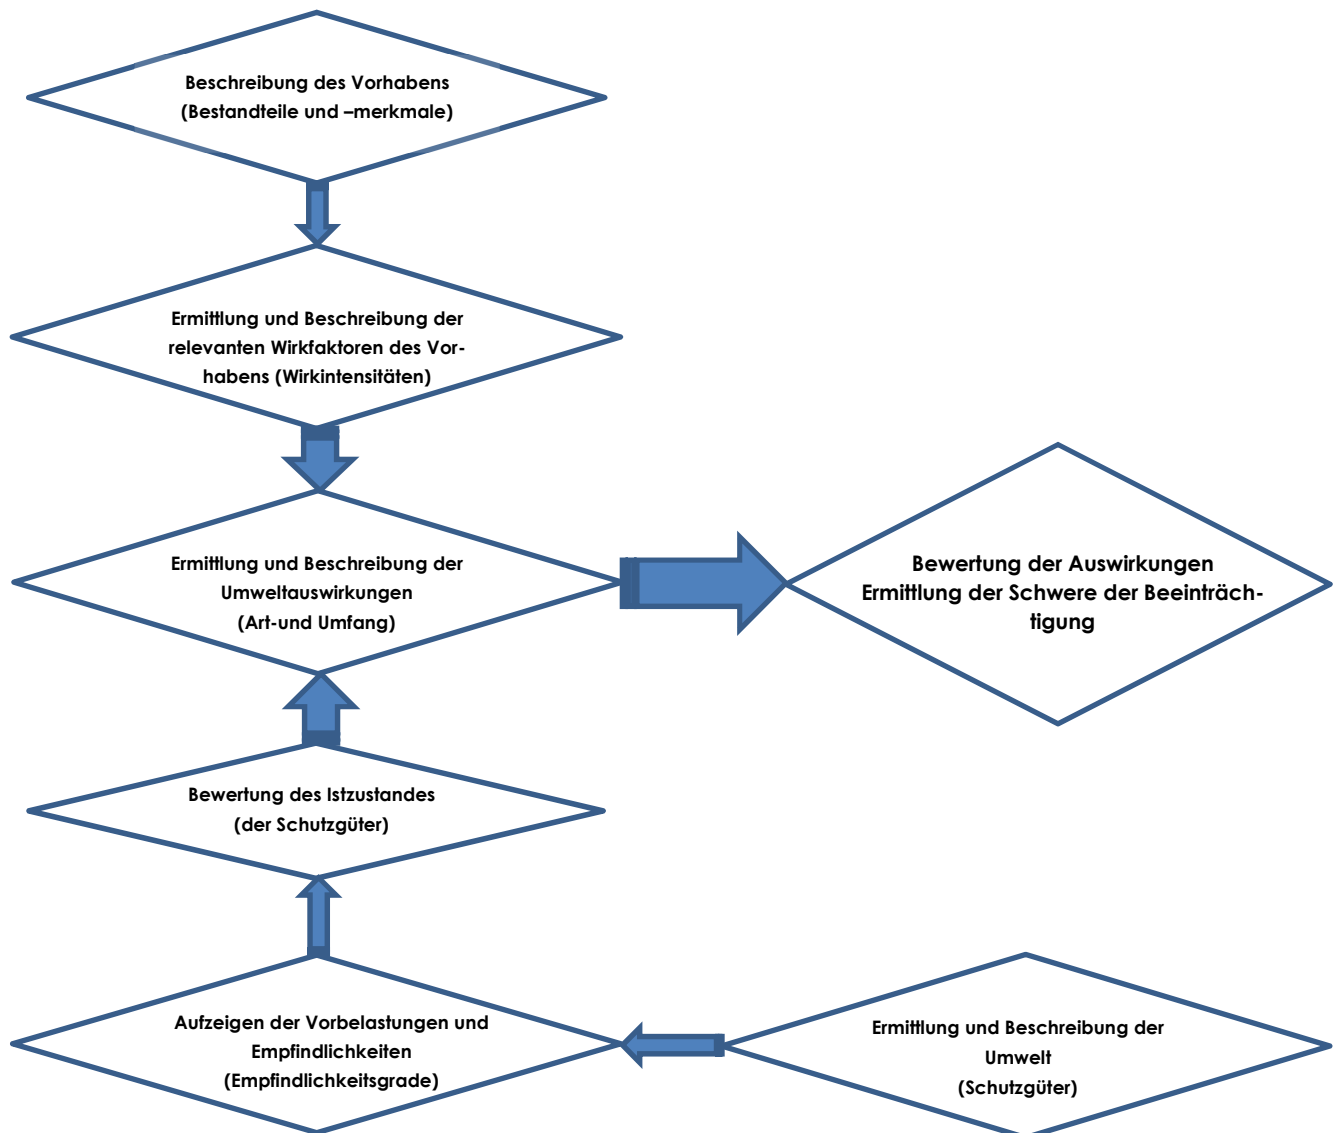 Beschreibung des Vorhabens
(Bestandteile und –merkmale)
Ermittlung und Beschreibung der
relevanten Wirkfaktoren des Vor-
habens (Wirkintensitäten)
Ermittlung und Beschreibung der
Umweltauswirkungen
(Art-und Umfang)
Bewertung der Auswirkungen
Ermittlung der Schwere der Beeinträch-
tigung
Bewertung des Istzustandes
(der Schutzgüter)
Aufzeigen der Vorbelastungen und
Empfindlichkeiten
(Empfindlichkeitsgrade)
Ermittlung und Beschreibung der
Umwelt
(Schutzgüter)